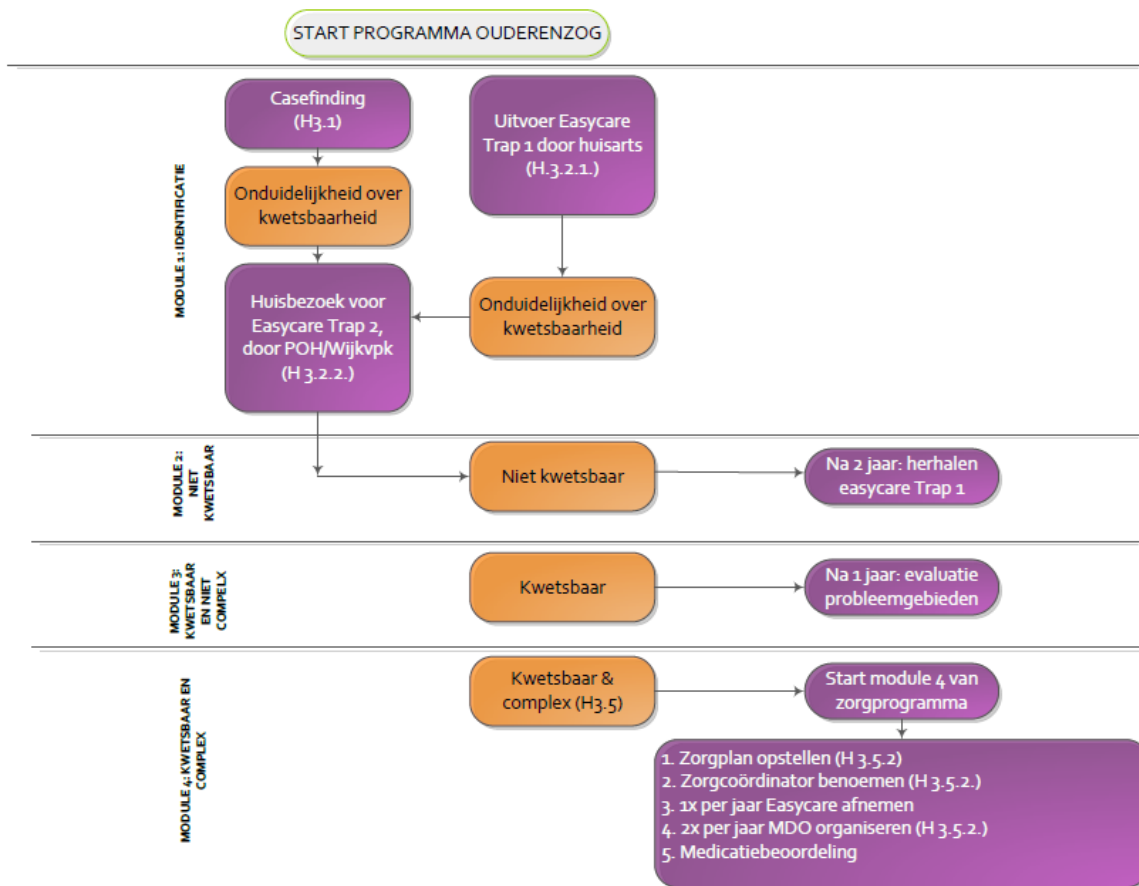 START PROGRAMMA OUDERENZOG
MODULE 1: IDENTIFICATIE
Casefinding
(H3.1)
Uitvoer Easycare
Trap 1 door huisarts
(H.3.2.1.)
Onduidelijkheid over
kwetsbaarheid
Huisbezoek voor
Easycare Trap 2,
door POH/Wijkvpk
(H 3.2.2.)
Onduidelijkheid over
kwetsbaarheid
MODULE 2:
NIET
KWETSBAAR
Niet kwetsbaar
Na 2 jaar: herhalen
easycare Trap 1
MODULE 3:
KWETSBAAR
EN NIET
COMPELX
Kwetsbaar
Na 1 jaar: evaluatie
probleemgebieden
MODULE 4: KWETSBAAR EN
COMPLEX
Kwetsbaar &
complex (H3.5)
Start module 4 van
zorgprogramma
1. Zorgplan opstellen (H 3.5.2)
2. Zorgcoördinator benoemen (H 3.5.2.)
3. 1x per jaar Easycare afnemen
4. 2x per jaar MDO organiseren (H 3.5.2.)
5. Medicatiebeoordeling